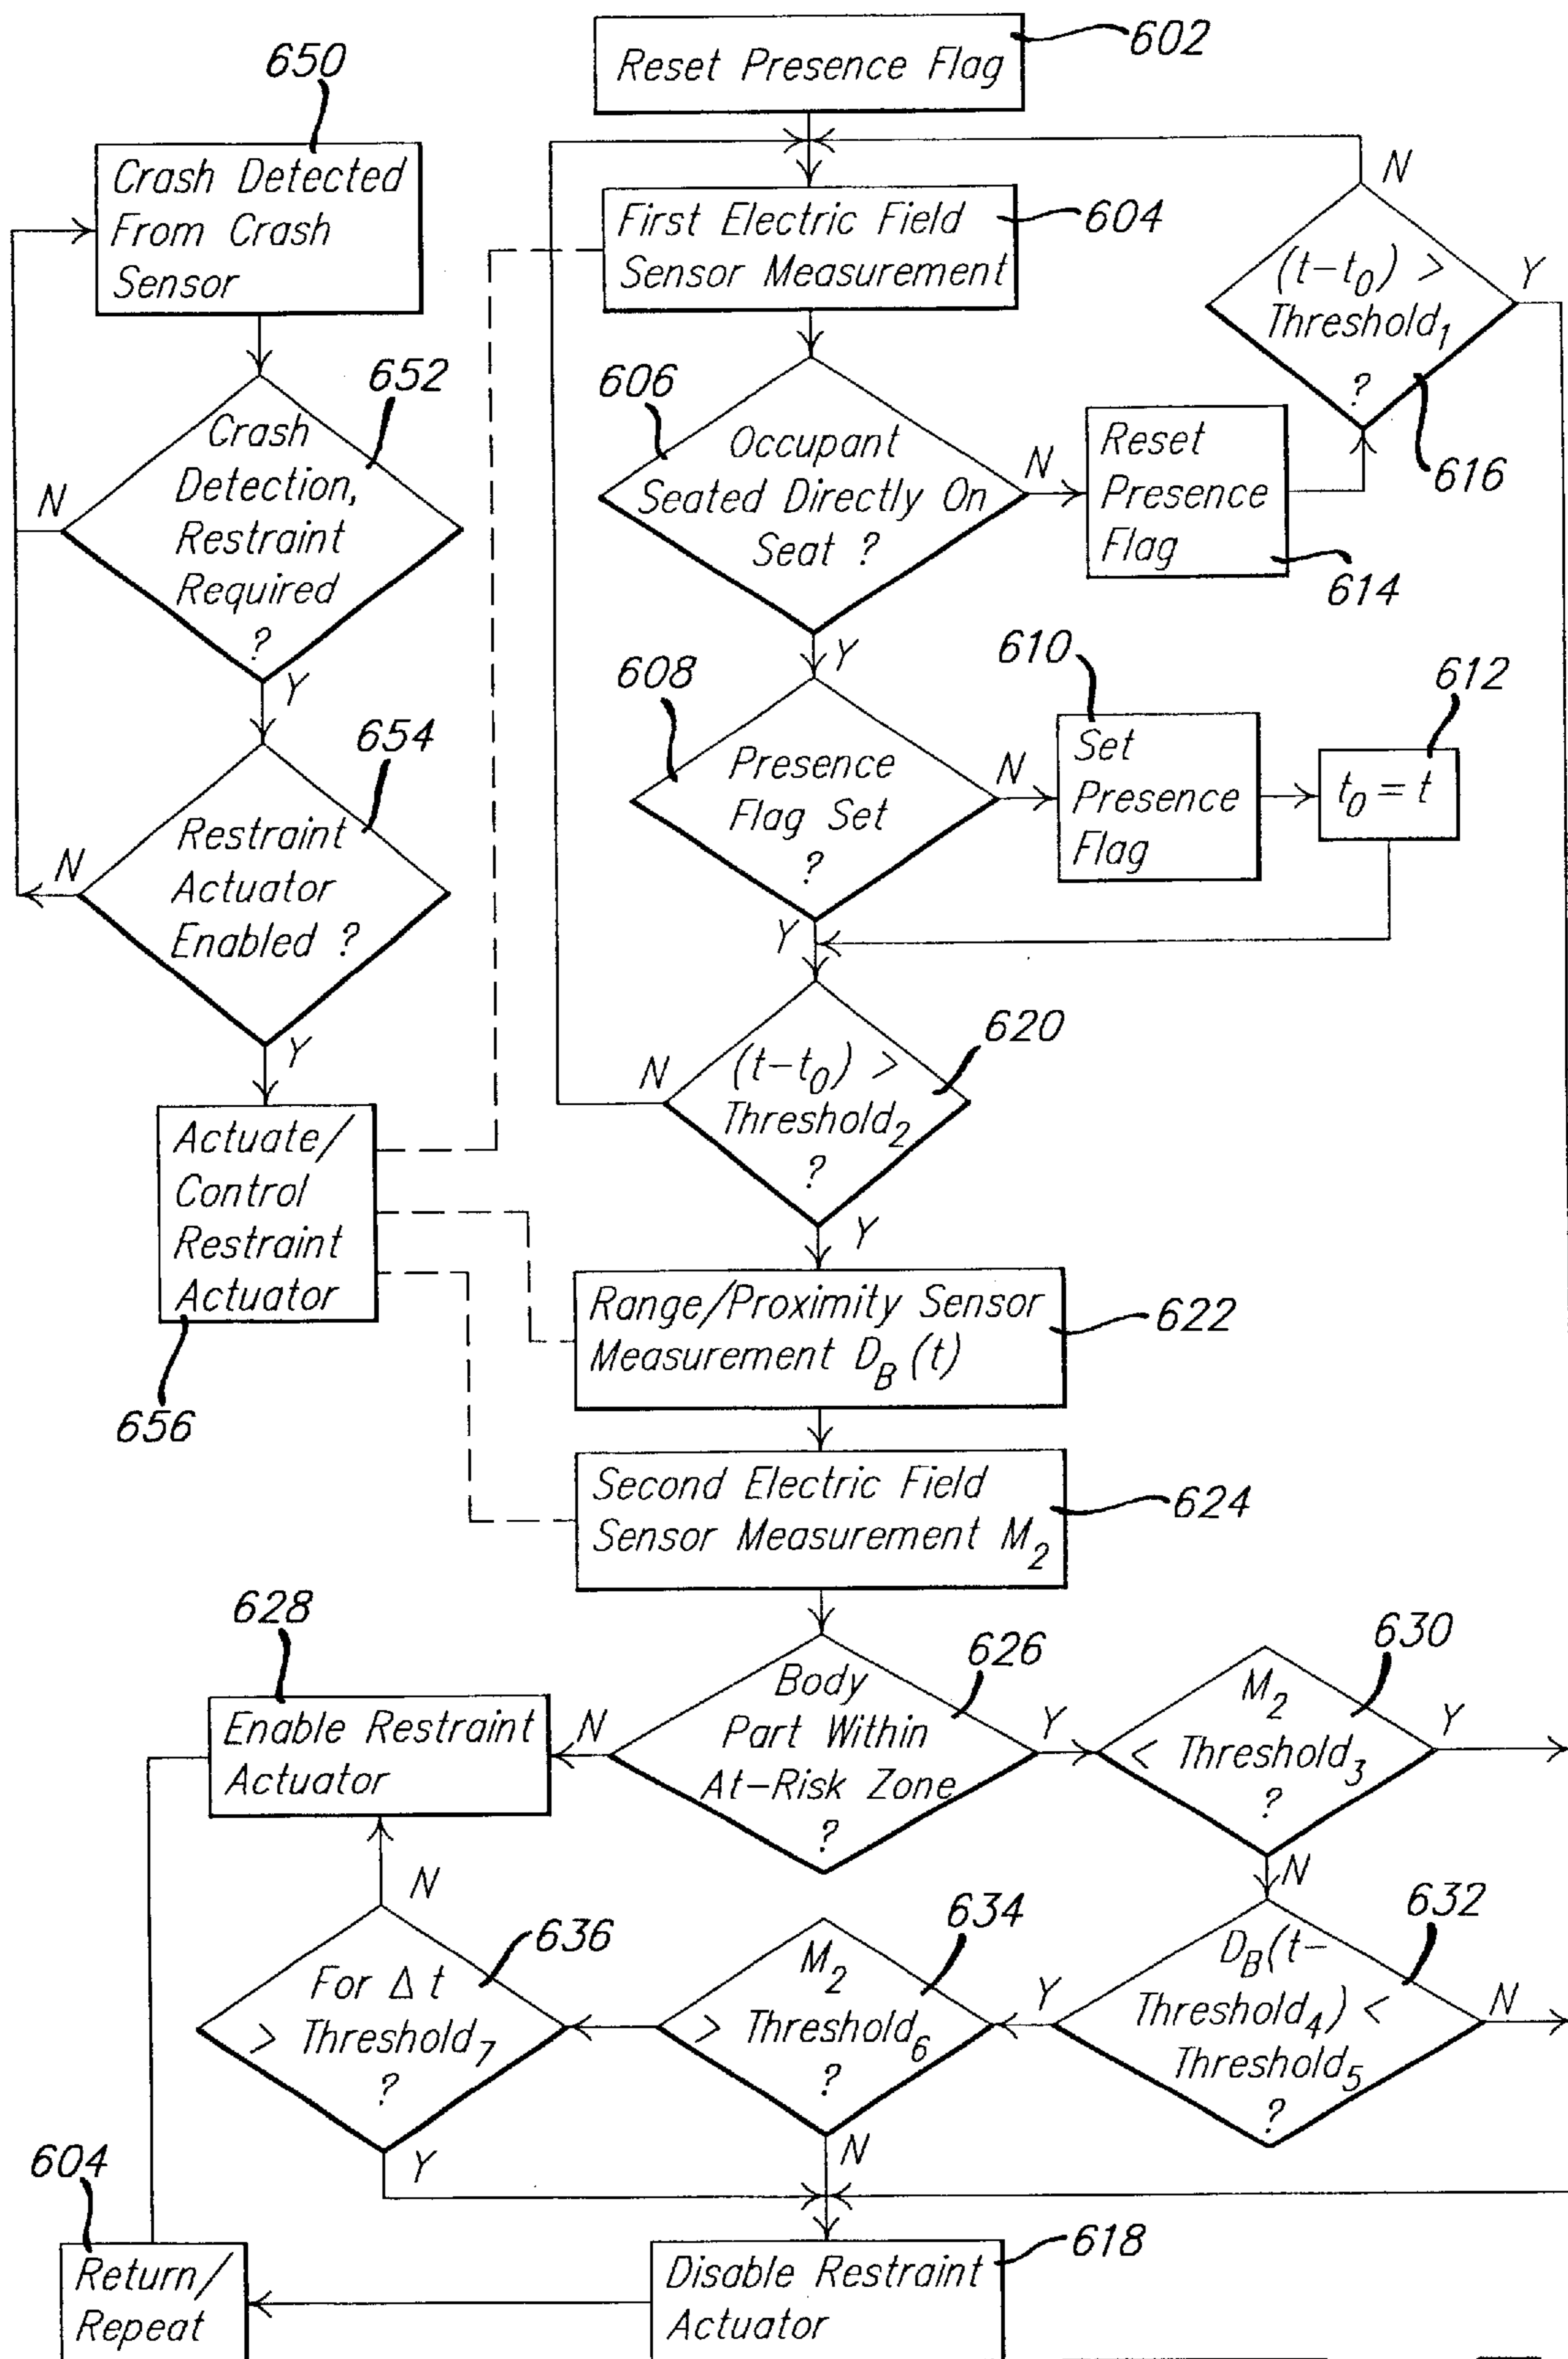 650
Crash Detected
From Crash
Sensor
652
Crash
Detection,
Restraint
Required
?
N
Y
654
Restraint
Actuator
Enabled ?
N
Y
Actuate/
Control
Restraint
Actuator
656
Reset Presence Flag
602
First Electric Field
Sensor Measurement
604
606
Occupant
Seated Directly On
Seat ?
N
Y
Reset
Presence
Flag
614
(t-t0) >
Threshold1
?
N
Y
616
608
Presence
Flag Set
?
N
Y
610
Set
Presence
Flag
612
t0 = t
620
(t-t0) >
Threshold2
?
N
Y
Range/Proximity Sensor
Measurement DB (t)
622
Second Electric Field
Sensor Measurement M2
624
626
Body
Part Within
At-Risk Zone
?
N
Y
628
Enable Restraint
Actuator
630
M2
< Threshold3
?
Y
N
632
DB(t-
Threshold4) <
Threshold5
?
Y
N
634
M2
> Threshold6
?
N
636
For Δ t
> Threshold7
?
N
Y
618
Disable Restraint
Actuator
604
Return/
Repeat